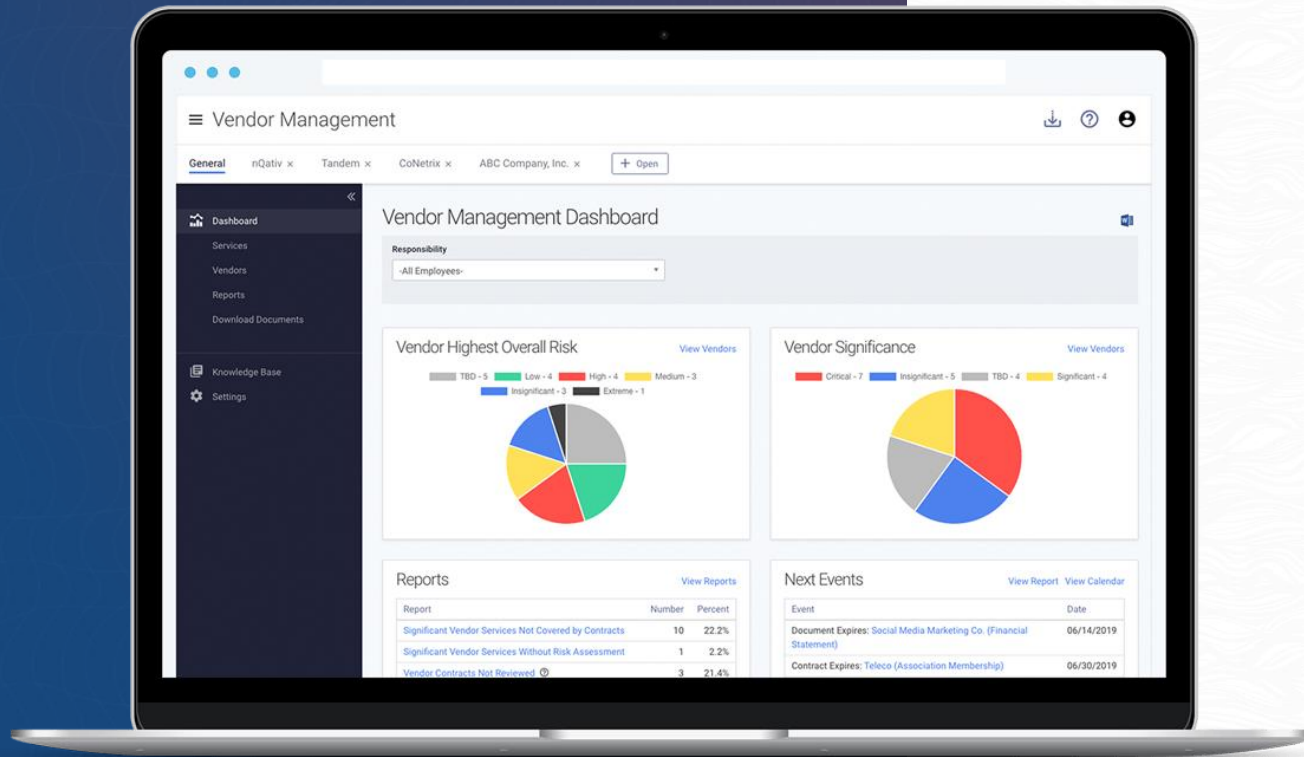 Vendor Management
General nQativ × Tandem × CoNetrix × ABC Company, Inc. × + Open
Dashboard
Services
Vendors
Reports
Download Documents
Knowledge Base
Settings
Vendor Management Dashboard
Responsibility
-All Employees-
Vendor Highest Overall Risk View Vendors
TBD - 5 Low - 4 High - 4 Medium - 3
Insignificant - 3 Extreme - 1
Vendor Significance View Vendors
Critical - 7 Insignificant - 5 TBD - 4 Significant - 4
Reports View Reports
Report Number Percent
Significant Vendor Services Not Covered by Contracts 10 22.2%
Significant Vendor Services Without Risk Assessment 1 2.2%
Vendor Contracts Not Reviewed 3 21.4%
Next Events View Report View Calendar
Event Date
Document Expires: Social Media Marketing Co. (Financial 06/14/2019
Statement)
Contract Expires: Teleco (Association Membership) 06/30/2019